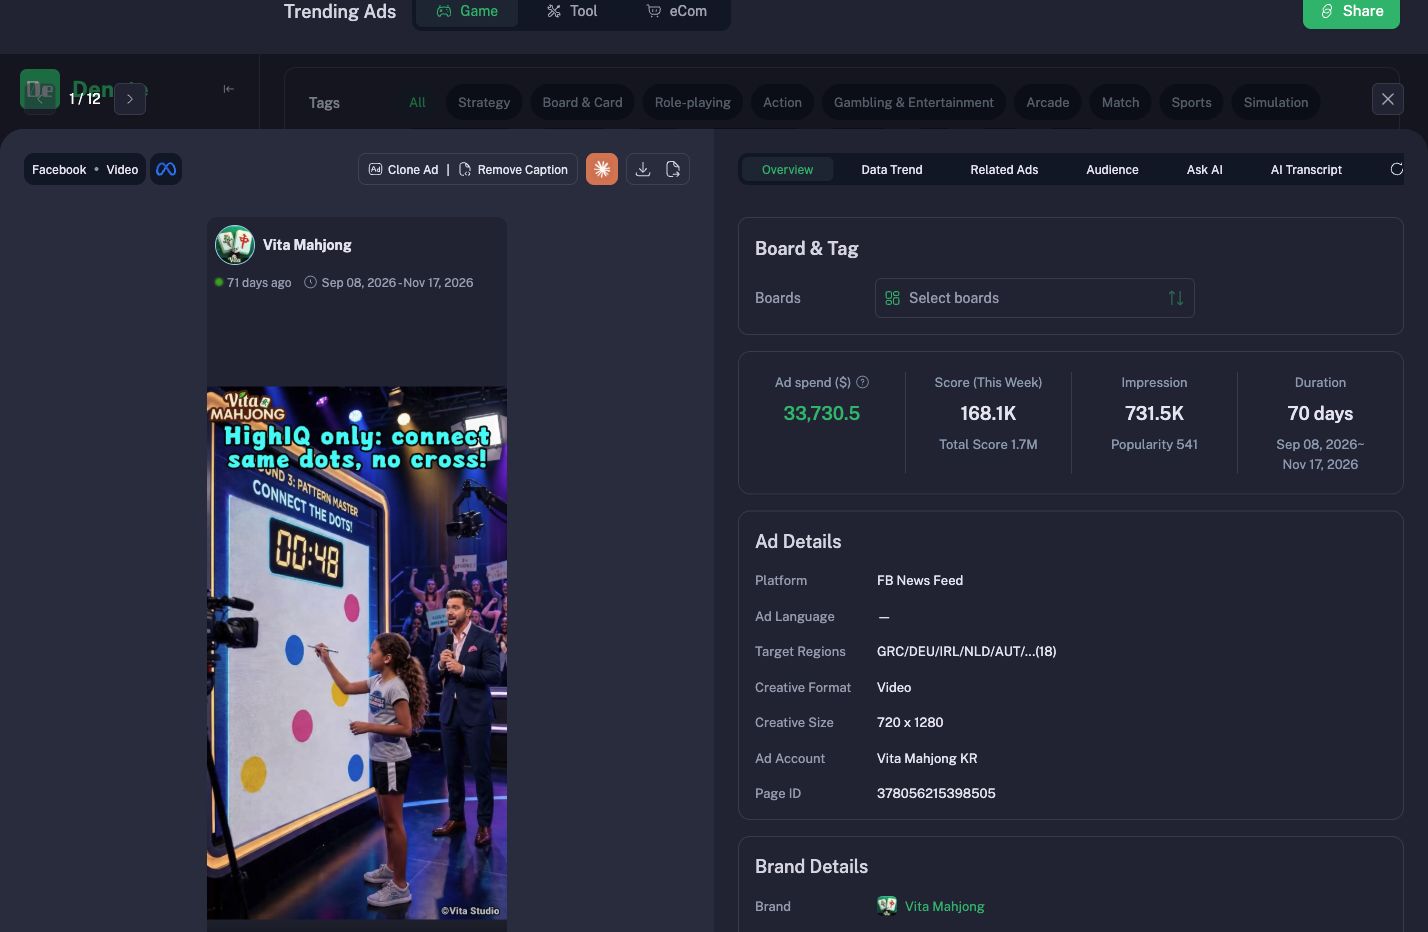 Trending Ads
Game
Tool
eCom
Share
De
1 / 12
Tags
All
Strategy
Board & Card
Role-playing
Action
Gambling & Entertainment
Arcade
Match
Sports
Simulation
Facebook • Video
Clone Ad | Remove Caption
Vita Mahjong
71 days ago
Sep 08, 2026 - Nov 17, 2026
Vita
MAHJONG
HighIQ only: connect
same dots, no cross!
ND 3: PATTERN MASTER
CONNECT THE DOTS!
00:48
©Vita Studio
Overview
Data Trend
Related Ads
Audience
Ask AI
AI Transcript
Board & Tag
Boards
Select boards
Ad spend ($)
33,730.5
Score (This Week)
168.1K
Total Score 1.7M
Impression
731.5K
Popularity 541
Duration
70 days
Sep 08, 2026~
Nov 17, 2026
Ad Details
Platform
FB News Feed
Ad Language
—
Target Regions
GRC/DEU/IRL/NLD/AUT/...(18)
Creative Format
Video
Creative Size
720 x 1280
Ad Account
Vita Mahjong KR
Page ID
378056215398505
Brand Details
Brand
Vita Mahjong